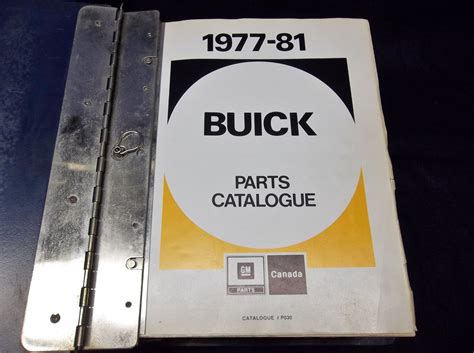 1977-81
BUICK
PARTS
CATALOGUE
GM
PARTS
Canada
CATALOGUE / P030